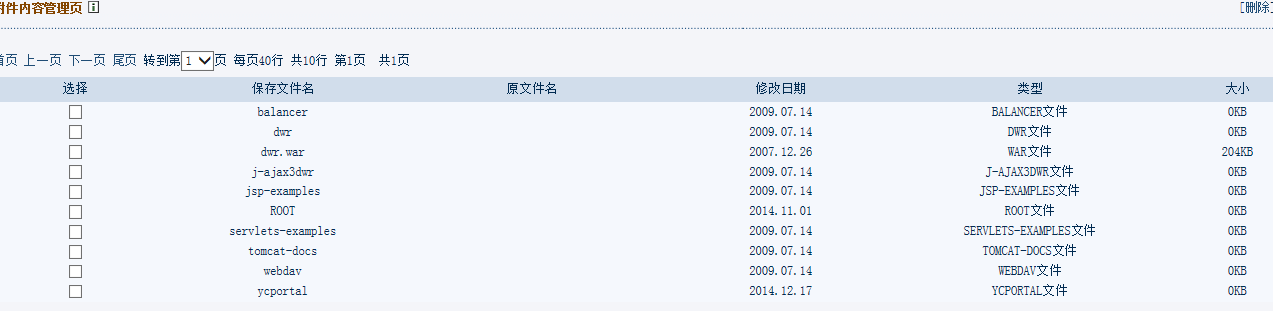 附件内容管理页 [删除]
首页 上一页 下一页 尾页 转到第1页 每页40行 共10行 第1页 共1页
选择 保存文件名 原文件名 修改日期 类型 大小
balancer 2009.07.14 BALANCER文件 0KB
dwr 2009.07.14 DWR文件 0KB
dwr.war 2007.12.26 WAR文件 204KB
j-ajax3dwr 2009.07.14 J-AJAX3DWR文件 0KB
jsp-examples 2009.07.14 JSP-EXAMPLES文件 0KB
ROOT 2014.11.01 ROOT文件 0KB
servlets-examples 2009.07.14 SERVLETS-EXAMPLES文件 0KB
tomcat-docs 2009.07.14 TOMCAT-DOCS文件 0KB
webdav 2009.07.14 WEBDAV文件 0KB
ycportal 2014.12.17 YCPORTAL文件 0KB